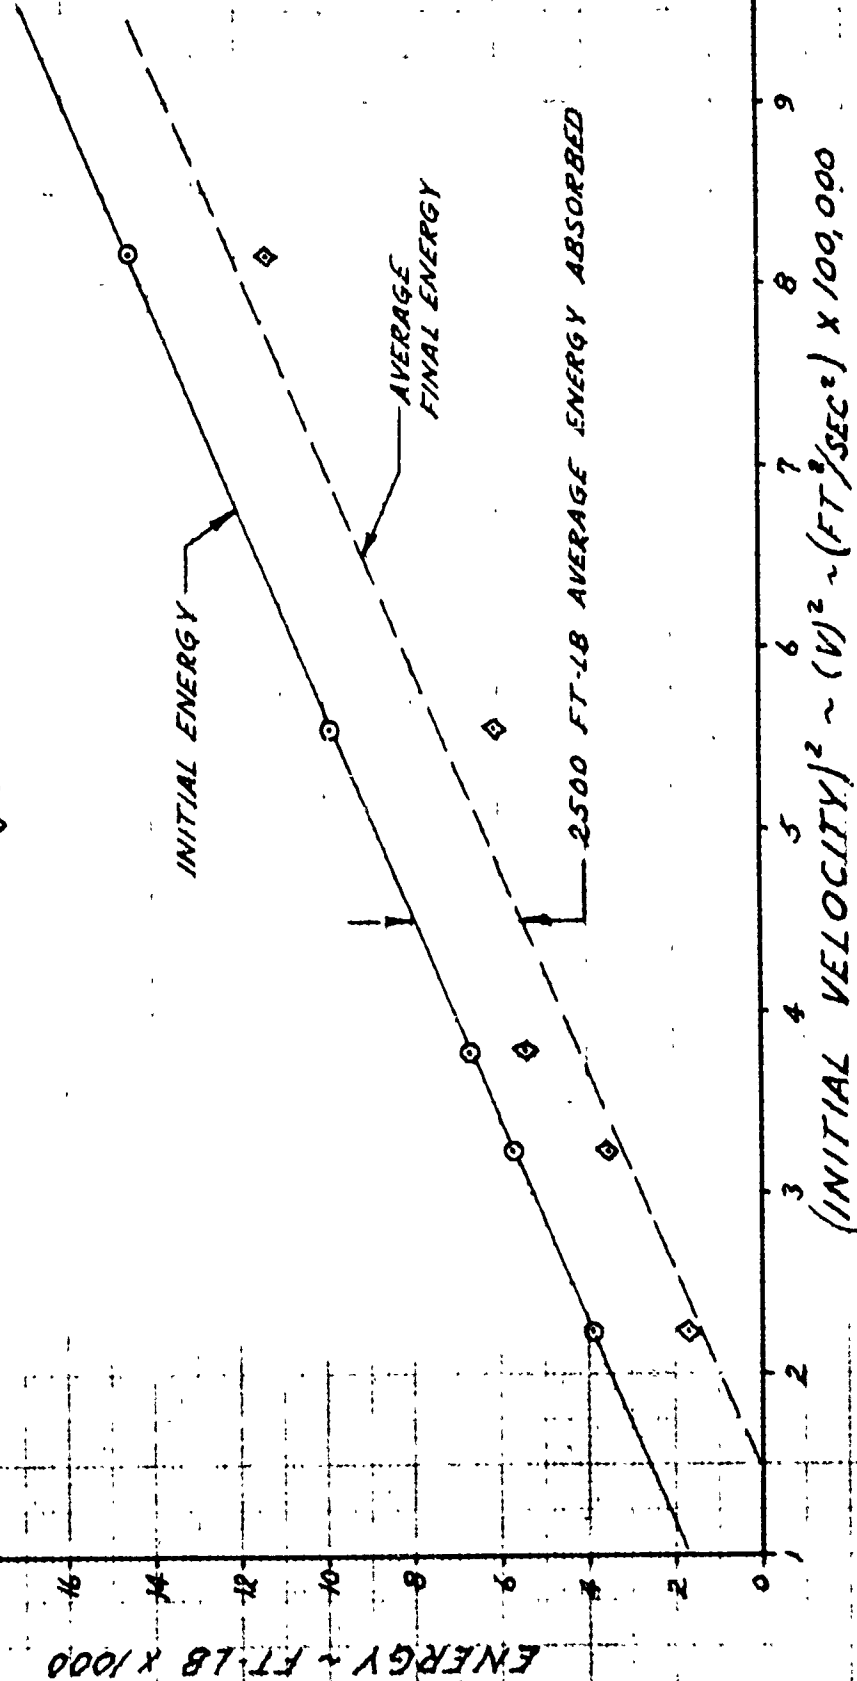 INITIAL ENERGY
AVERAGE
FINAL ENERGY
2500 FT-LB AVERAGE ENERGY ABSORBED
ENERGY ~ FT-LB X 1000
16
14
12
10
8
6
4
2
0
1 2 3 4 5 6 7 8 9
(INITIAL VELOCITY)² ~ (V)² ~ (FT²/SEC²) X 100,000